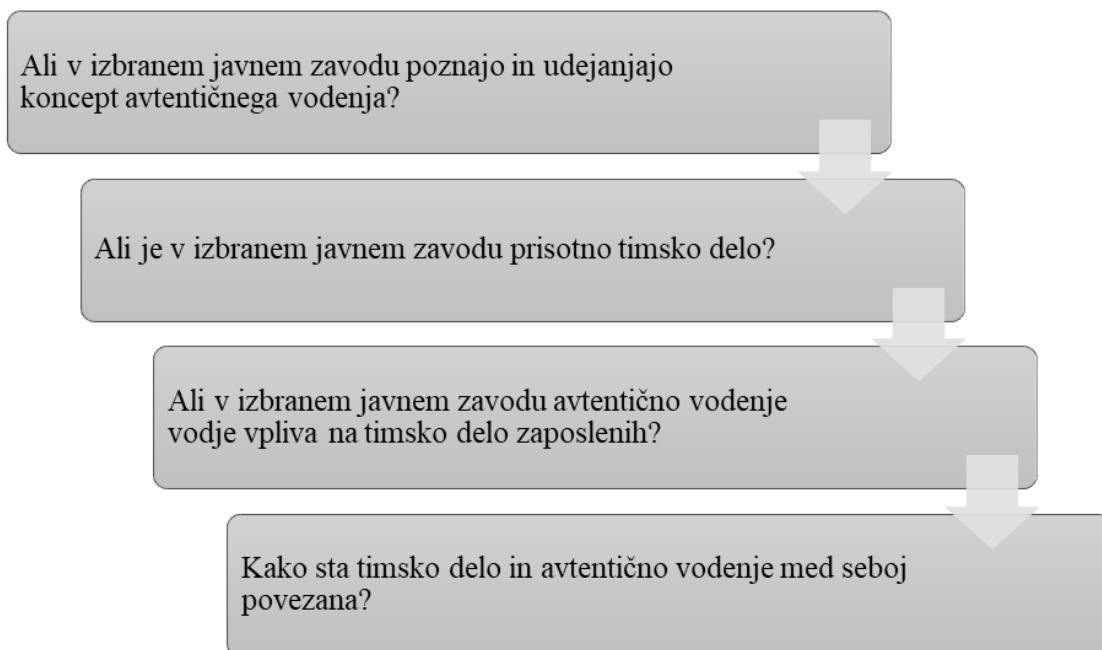 Ali v izbranem javnem zavodu poznajo in udejanjajo
koncept avtentičnega vodenja?
Ali je v izbranem javnem zavodu prisotno timsko delo?
Ali v izbranem javnem zavodu avtentično vodenje
vodje vpliva na timsko delo zaposlenih?
Kako sta timsko delo in avtentično vodenje med seboj
povezana?